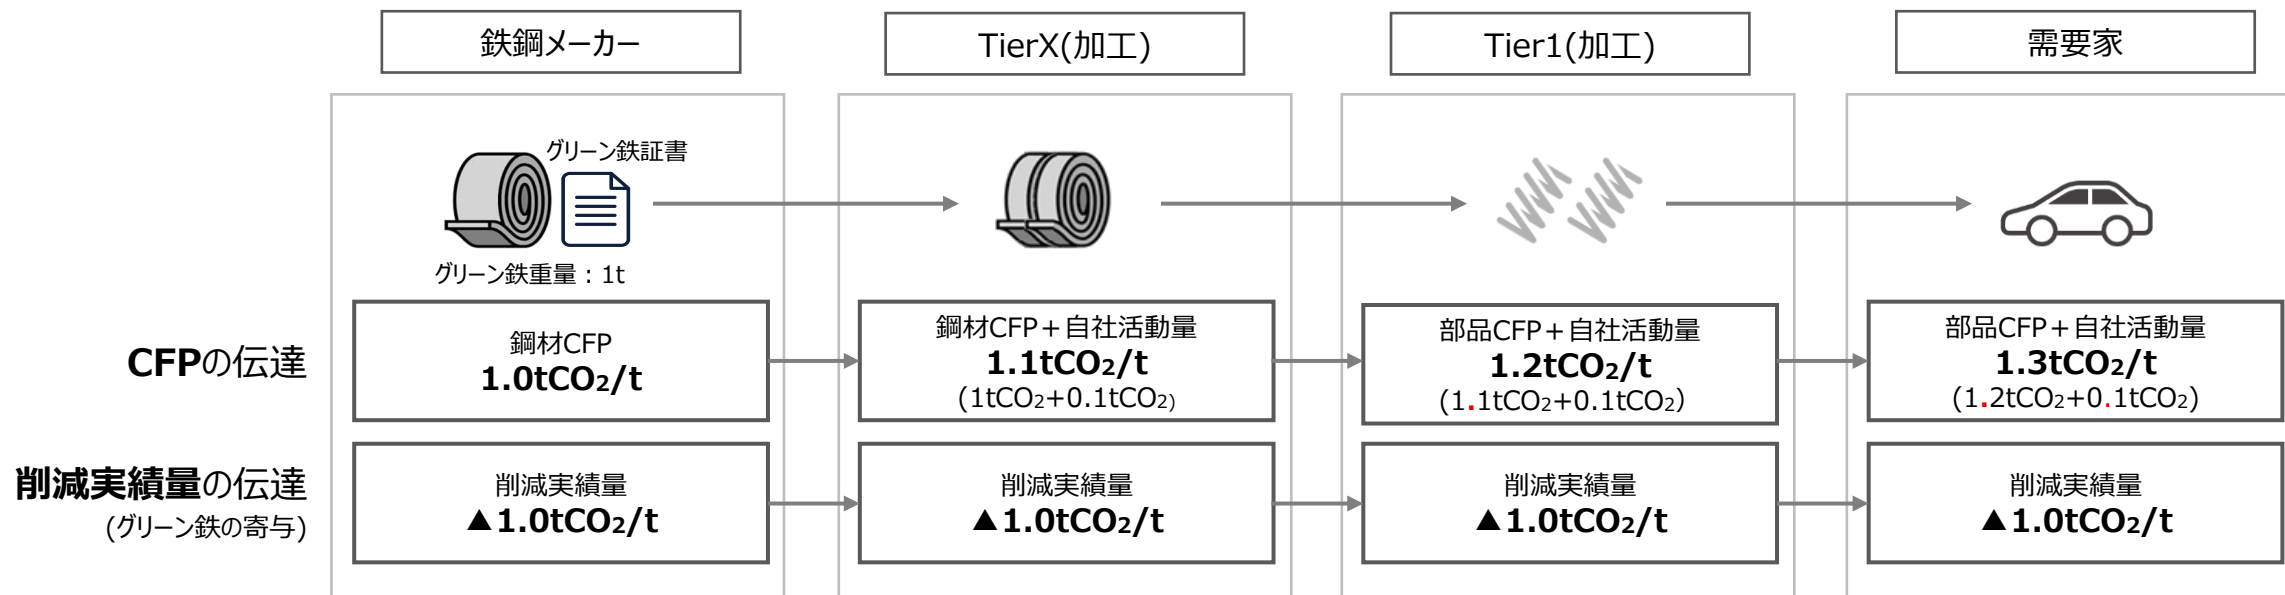 鉄鋼メーカー
TierX(加工)
Tier1(加工)
需要家
グリーン鉄証書
グリーン鉄重量：1t
CFPの伝達
鋼材CFP
1.0tCO₂/t
鋼材CFP＋自社活動量
1.1tCO₂/t
(1tCO₂+0.1tCO₂)
部品CFP＋自社活動量
1.2tCO₂/t
(1.1tCO₂+0.1tCO₂)
部品CFP＋自社活動量
1.3tCO₂/t
(1.2tCO₂+0.1tCO₂)
削減実績量の伝達
(グリーン鉄の寄与)
削減実績量
▲1.0tCO₂/t
削減実績量
▲1.0tCO₂/t
削減実績量
▲1.0tCO₂/t
削減実績量
▲1.0tCO₂/t